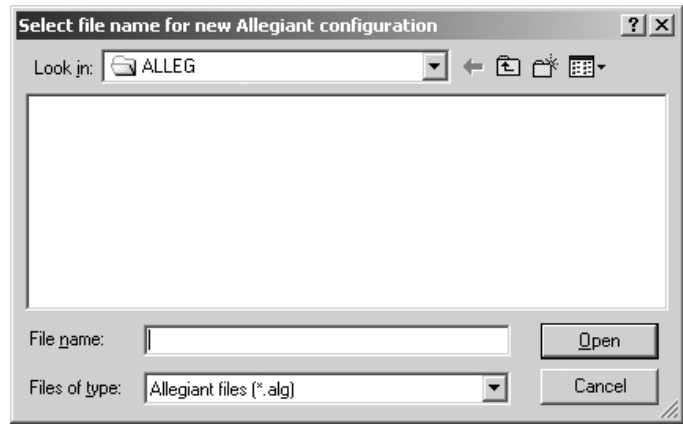 Select file name for new Allegiant configuration
Look in: ALLEG
File name: Open
Files of type: Allegiant files (*.alg) Cancel